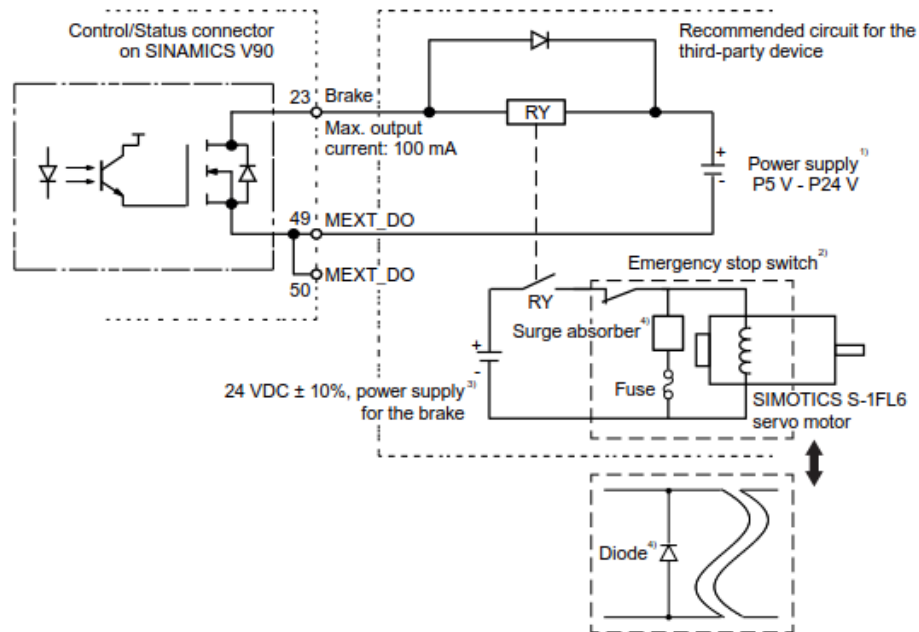 Control/Status connector
on SINAMICS V90
Recommended circuit for the
third-party device
23
Brake
RY
Max. output
current: 100 mA
+
-
Power supply 1)
P5 V - P24 V
49
MEXT_DO
50
MEXT_DO
Emergency stop switch 2)
RY
Surge absorber 4)
+
-
24 VDC ± 10%, power supply 3)
for the brake
Fuse
SIMOTICS S-1FL6
servo motor
Diode 4)